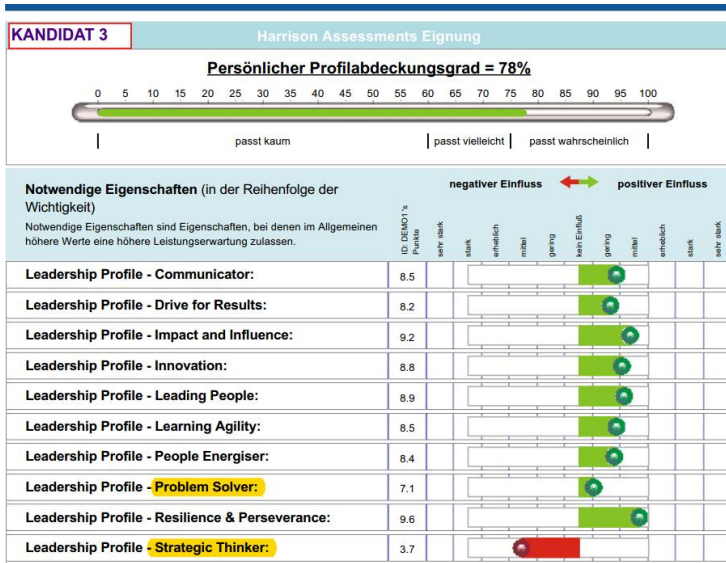 KANDIDAT 3
Harrison Assessments Eignung
Persönlicher Profilabdeckungsgrad = 78%
0 5 10 15 20 25 30 35 40 45 50 55 60 65 70 75 80 85 90 95 100
passt kaum
passt vielleicht
passt wahrscheinlich
Notwendige Eigenschaften (in der Reihenfolge der
Wichtigkeit)
Notwendige Eigenschaften sind Eigenschaften, bei denen im Allgemeinen
höhere Werte eine höhere Leistungserwartung zulassen.
ID: DEMO1 's
Punkte
negativer Einfluss
positiver Einfluss
sehr stark
stark
erheblich
mittel
gering
kein Einfluß
gering
mittel
erheblich
stark
sehr stark
Leadership Profile - Communicator: 8.5
Leadership Profile - Drive for Results: 8.2
Leadership Profile - Impact and Influence: 9.2
Leadership Profile - Innovation: 8.8
Leadership Profile - Leading People: 8.9
Leadership Profile - Learning Agility: 8.5
Leadership Profile - People Energiser: 8.4
Leadership Profile - Problem Solver: 7.1
Leadership Profile - Resilience & Perseverance: 9.6
Leadership Profile - Strategic Thinker: 3.7